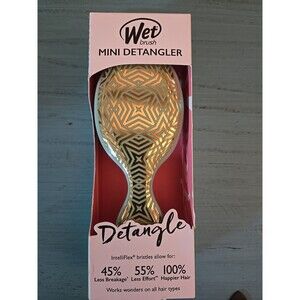 Wet
brush
MINI DETANGLER
Detangle
IntelliFlex® bristles allow for:
45% 55% 100%
Less Breakage* Less Effort** Happier Hair
Works wonders on all hair types